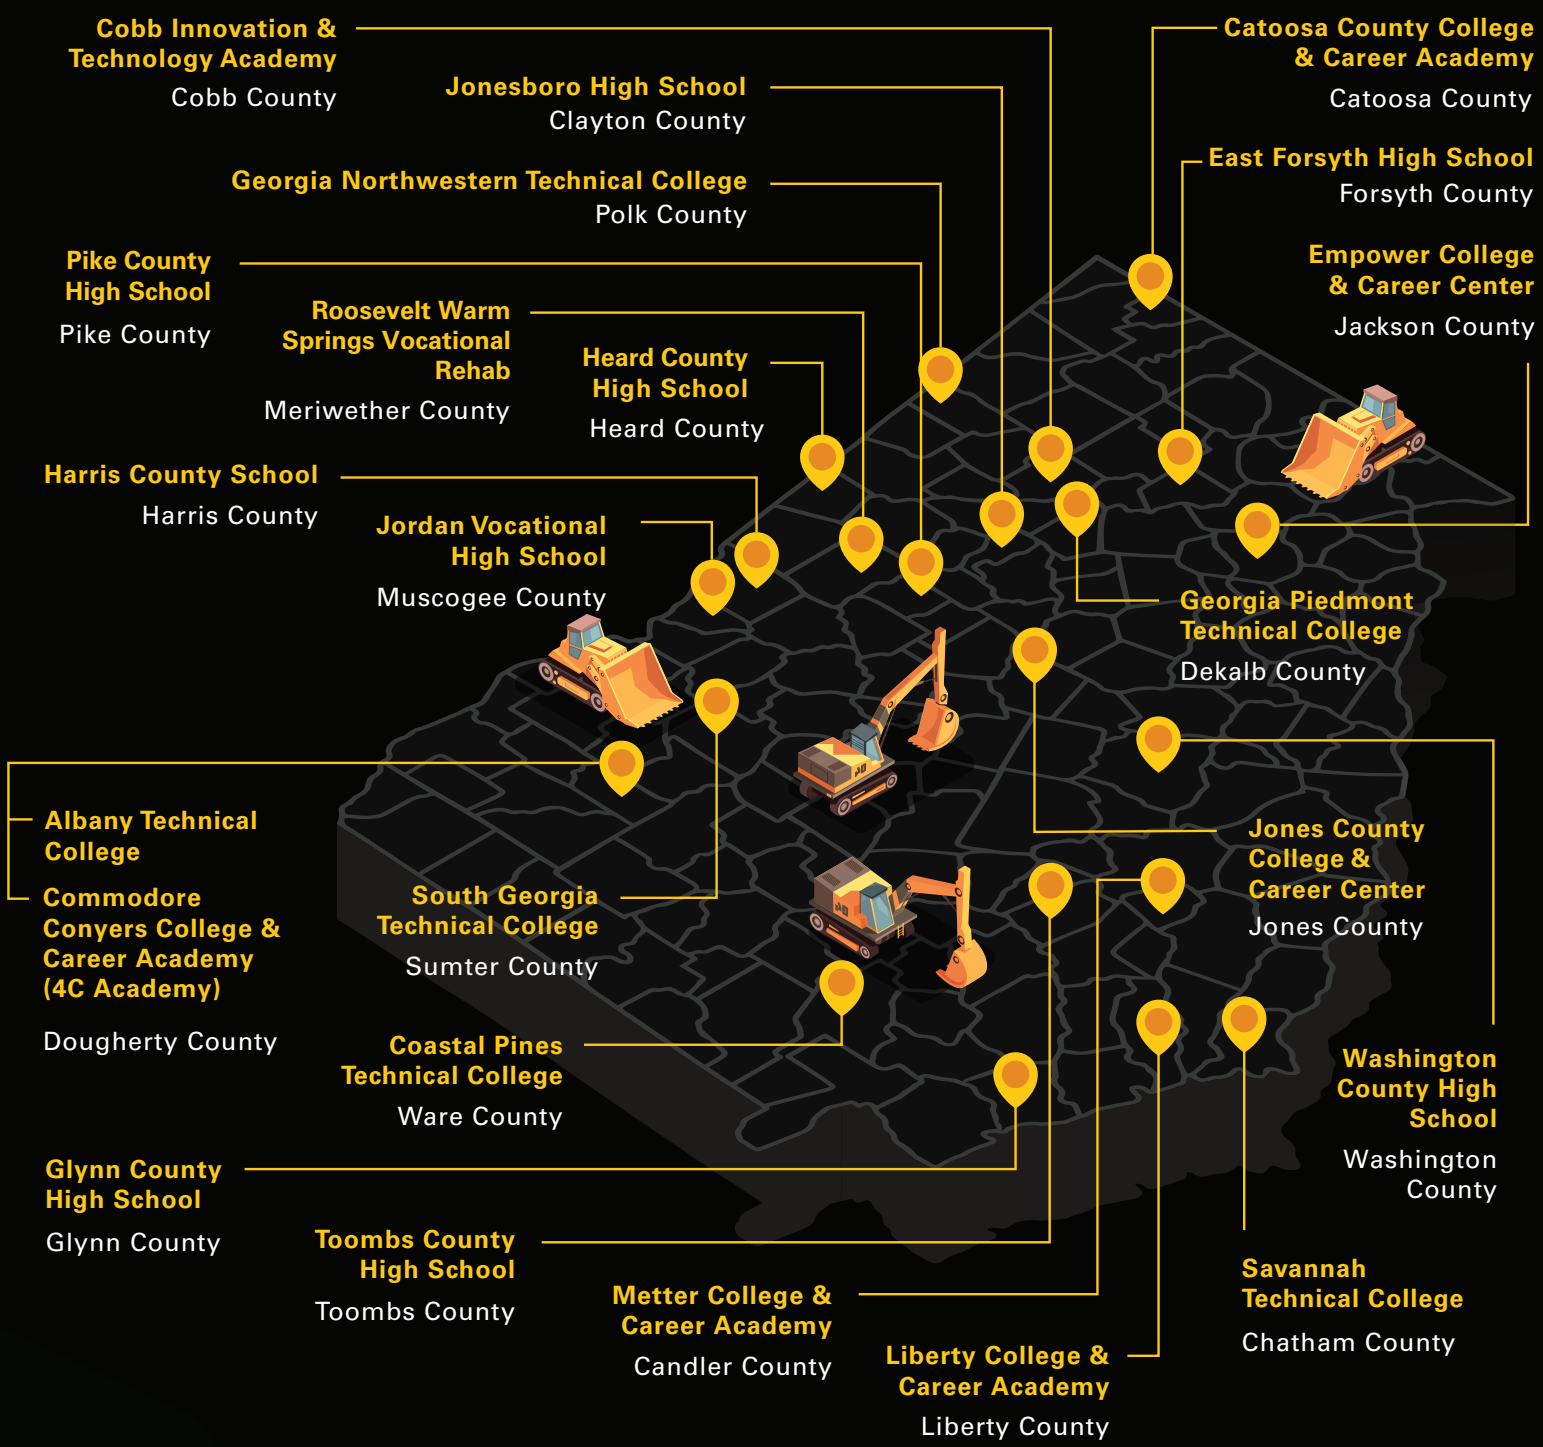 Cobb Innovation &
Technology Academy
Cobb County
Jonesboro High School
Clayton County
Georgia Northwestern Technical College
Polk County
Pike County
High School
Pike County
Roosevelt Warm
Springs Vocational
Rehab
Meriwether County
Heard County
High School
Heard County
Harris County School
Harris County
Jordan Vocational
High School
Muscogee County
Catoosa County College
& Career Academy
Catoosa County
East Forsyth High School
Forsyth County
Empower College
& Career Center
Jackson County
Georgia Piedmont
Technical College
Dekalb County
Albany Technical
College
Commodore
Conyers College &
Career Academy
(4C Academy)
Dougherty County
South Georgia
Technical College
Sumter County
Jones County
College &
Career Center
Jones County
Coastal Pines
Technical College
Ware County
Washington
County High
School
Washington
County
Glynn County
High School
Glynn County
Toombs County
High School
Toombs County
Metter College &
Career Academy
Candler County
Liberty College &
Career Academy
Liberty County
Savannah
Technical College
Chatham County